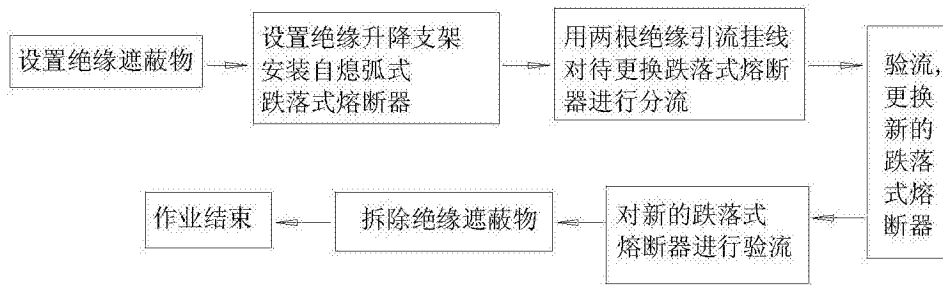 设置绝缘遮蔽物
设置绝缘升降支架
安装自熄弧式
跌落式熔断器
用两根绝缘引流挂线
对待更换跌落式熔断
器进行分流
验流,
更换
新的
跌落
式熔
断器
对新的跌落式
熔断器进行验流
拆除绝缘遮蔽物
作业结束